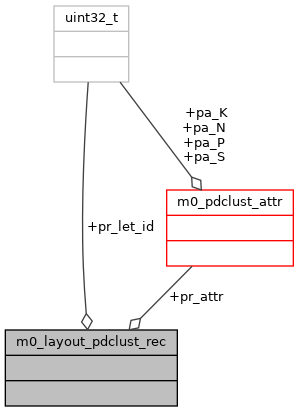 uint32_t
+pa_K
+pa_N
+pa_P
+pa_S
m0_pdclust_attr
+pr_let_id
+pr_attr
m0_layout_pdclust_rec